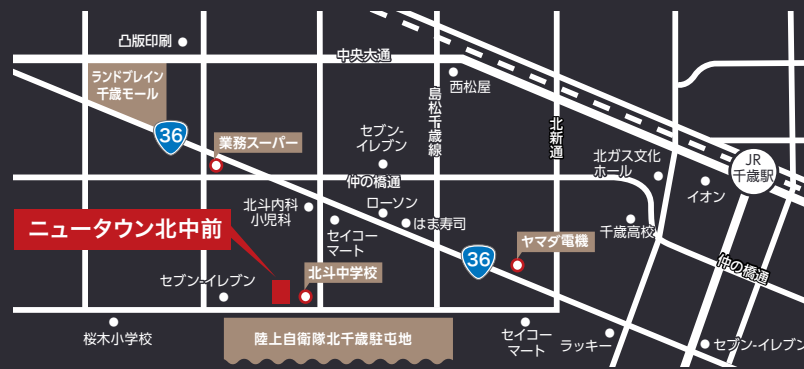 凸版印刷
中央大通
ランドブレイン
千歳モール
西松屋
島松千歳線
36
業務スーパー
セブン-
イレブン
北新通
北ガス文化
ホール
JR
千歳駅
仲の橋通
イオン
北斗内科
小児科
ローソン
はま寿司
セイコー
マート
千歳高校
ニュータウン北中前
ヤマダ電機
36
仲の橋通
北斗中学校
セブン-イレブン
桜木小学校
陸上自衛隊北千歳駐屯地
セイコー
マート
ラッキー
セブン-イレブン